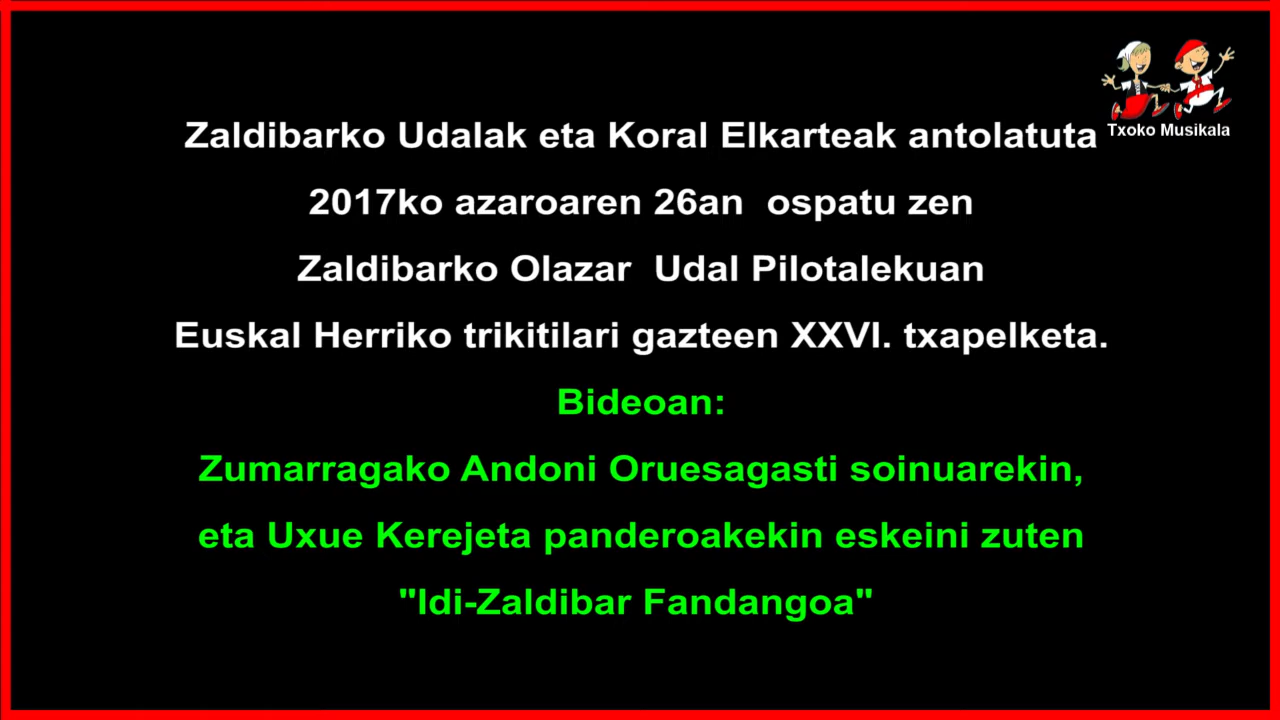 Txoko Musikala
Zaldibarko Udalak eta Koral Elkarteak antolatuta
2017ko azaroaren 26an  ospatu zen
Zaldibarko Olazar  Udal Pilotalekuan
Euskal Herriko trikitilari gazteen XXVI. txapelketa.
Bideoan:
Zumarragako Andoni Oruesagasti soinuarekin,
eta Uxue Kerejeta panderoakekin eskeini zuten
"Idi-Zaldibar Fandangoa"